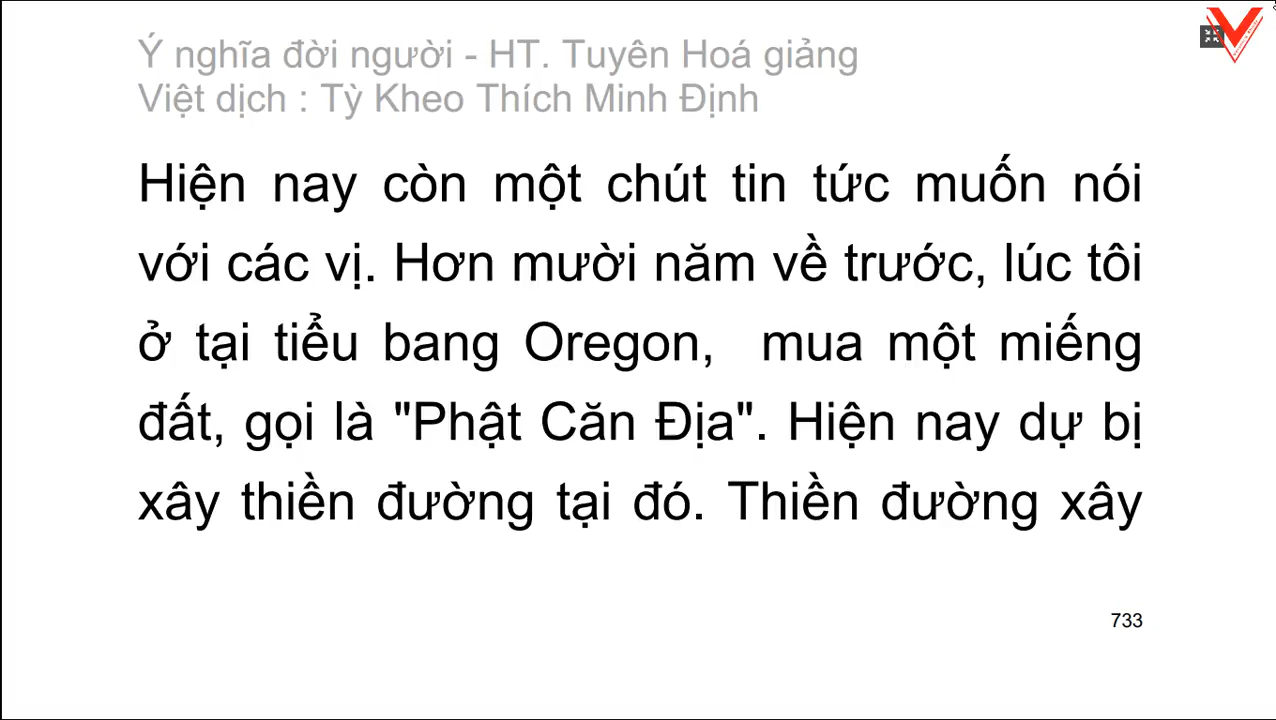 Ý nghĩa đời người - HT. Tuyên Hoá giảng
Việt dịch : Tỳ Kheo Thích Minh Định
Hiện nay còn một chút tin tức muốn nói
với các vị. Hơn mười năm về trước, lúc tôi
ở tại tiểu bang Oregon,  mua một miếng
đất, gọi là "Phật Căn Địa". Hiện nay dự bị
xây thiền đường tại đó. Thiền đường xây
733